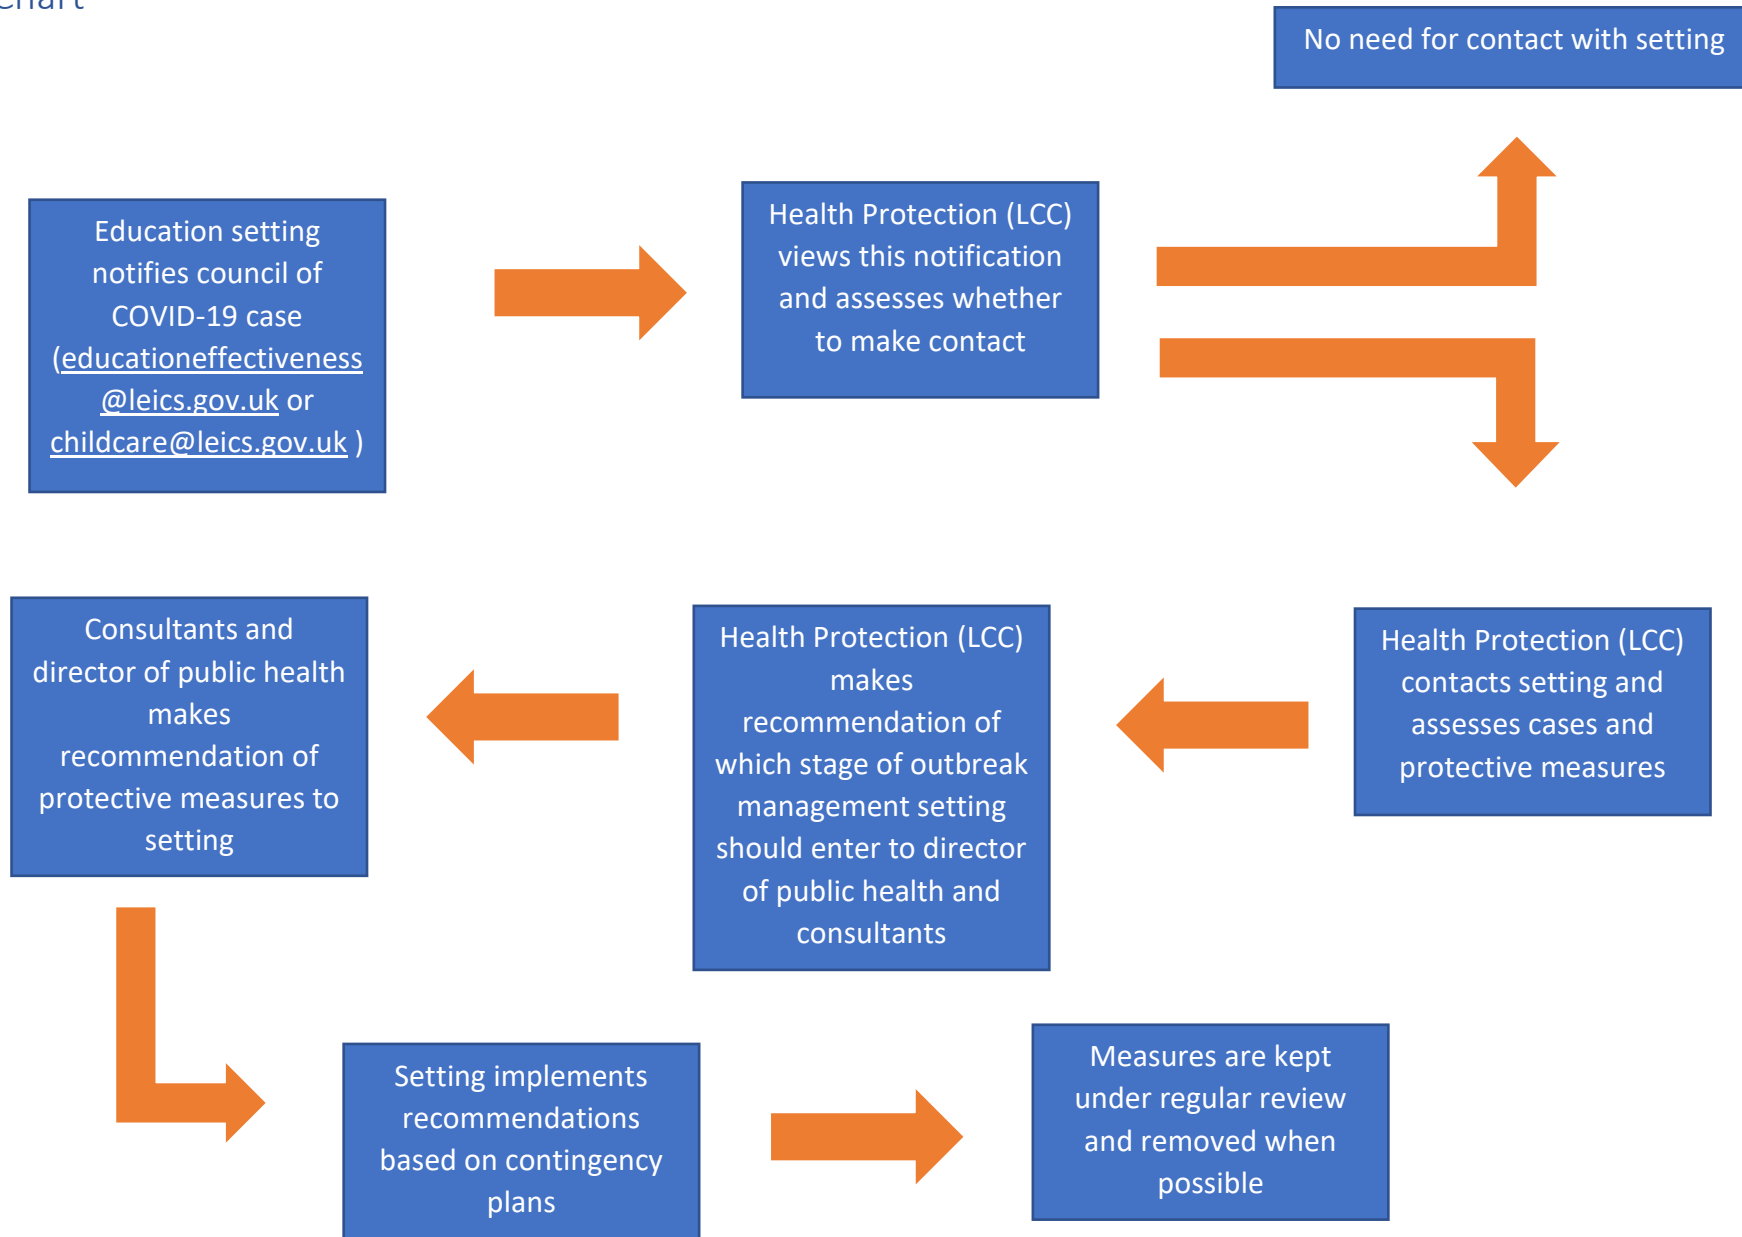 No need for contact with setting
Education setting
notifies council of
COVID-19 case
(educationeffectiveness
@leics.gov.uk or
childcare@leics.gov.uk )
Health Protection (LCC)
views this notification
and assesses whether
to make contact
Health Protection (LCC)
contacts setting and
assesses cases and
protective measures
Health Protection (LCC)
makes
recommendation of
which stage of outbreak
management setting
should enter to director
of public health and
consultants
Consultants and
director of public health
makes
recommendation of
protective measures to
setting
Setting implements
recommendations
based on contingency
plans
Measures are kept
under regular review
and removed when
possible